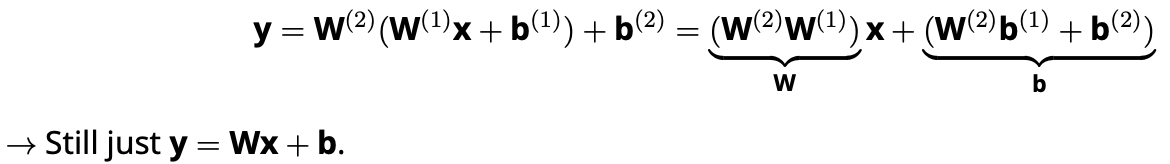 y = W⁽²⁾(W⁽¹⁾x + b⁽¹⁾) + b⁽²⁾ = (W⁽²⁾W⁽¹⁾) x + (W⁽²⁾b⁽¹⁾ + b⁽²⁾)
W b
→ Still just y = Wx + b.